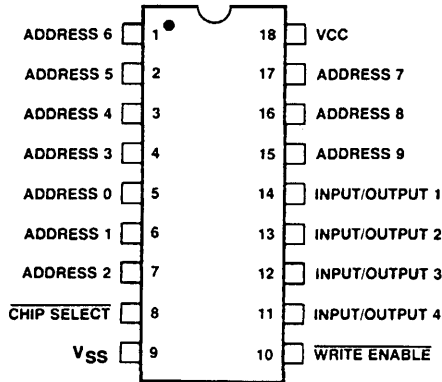 ADDRESS 6 1 18 VCC
ADDRESS 5 2 17 ADDRESS 7
ADDRESS 4 3 16 ADDRESS 8
ADDRESS 3 4 15 ADDRESS 9
ADDRESS 0 5 14 INPUT/OUTPUT 1
ADDRESS 1 6 13 INPUT/OUTPUT 2
ADDRESS 2 7 12 INPUT/OUTPUT 3
CHIP SELECT 8 11 INPUT/OUTPUT 4
VSS 9 10 WRITE ENABLE